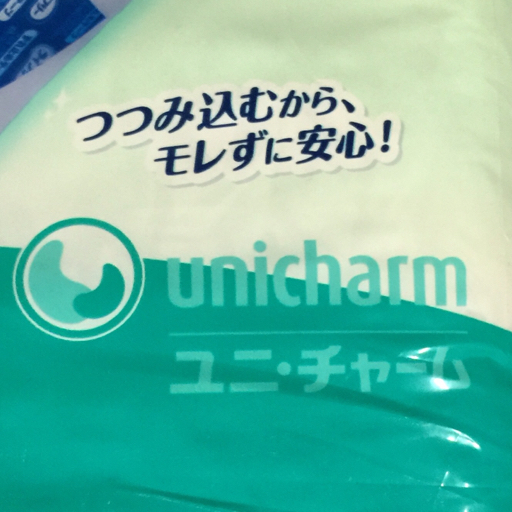 つつみ込むから、
モレずに安心!
unicharm
ユニ・チャーム